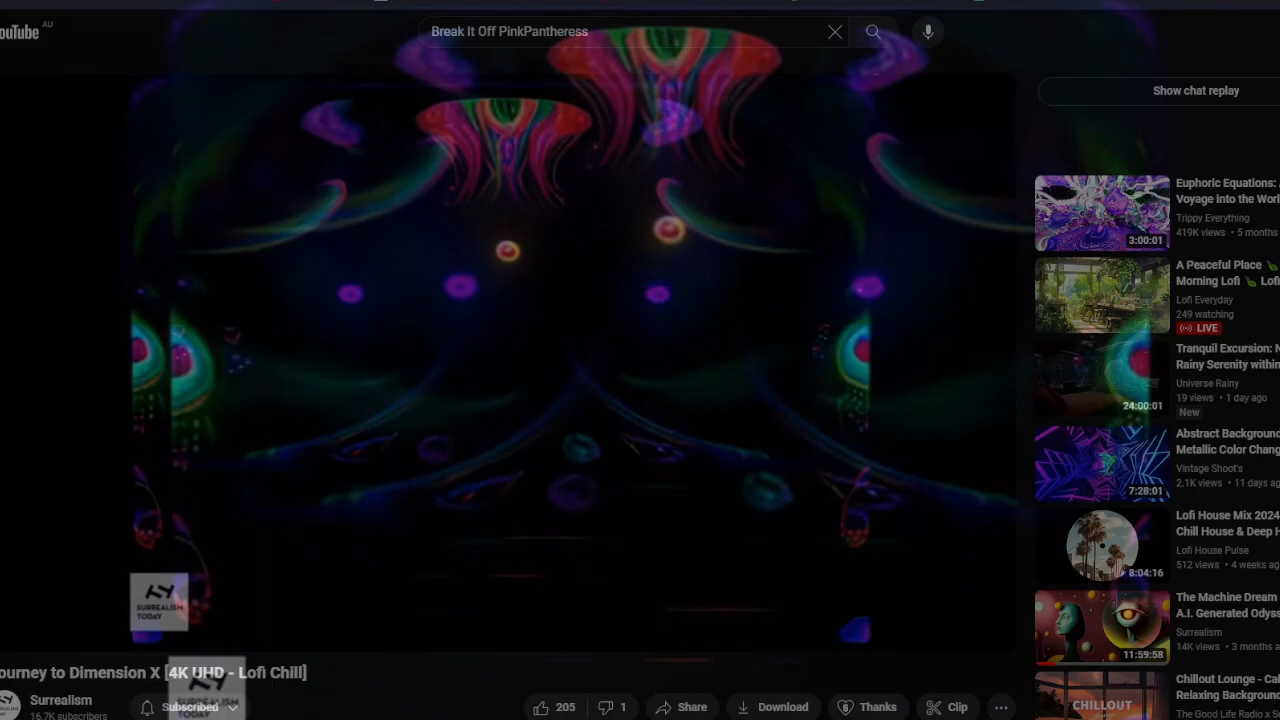 ouTube AU
Break It Off PinkPantheress
Show chat replay
Euphoric Equations:
Voyage into the Worl
Trippy Everything
419K views • 5 months
3:00:01
A Peaceful Place
Morning Lofi Lofi
Lofi Everyday
249 watching
LIVE
Tranquil Excursion: N
Rainy Serenity within
Universe Rainy
19 views • 1 day ago
New
24:00:01
Abstract Background
Metallic Color Chang
Vintage Shoot's
2.1K views • 11 days ag
7:28:01
Lofi House Mix 2024
Chill House & Deep H
Lofi House Pulse
512 views • 4 weeks ag
8:04:16
The Machine Dream
A.I. Generated Odyss
Surrealism
14K views • 3 months a
11:59:58
Chillout Lounge - Cal
Relaxing Background
The Good Life Radio x S
CHILLOUT
SURREALISM
TODAY
ourney to Dimension X [4K UHD - Lofi Chill]
Surrealism
16.7K subscribers
Subscribed
SURREALISM
TODAY
205
1
Share
Download
Thanks
Clip